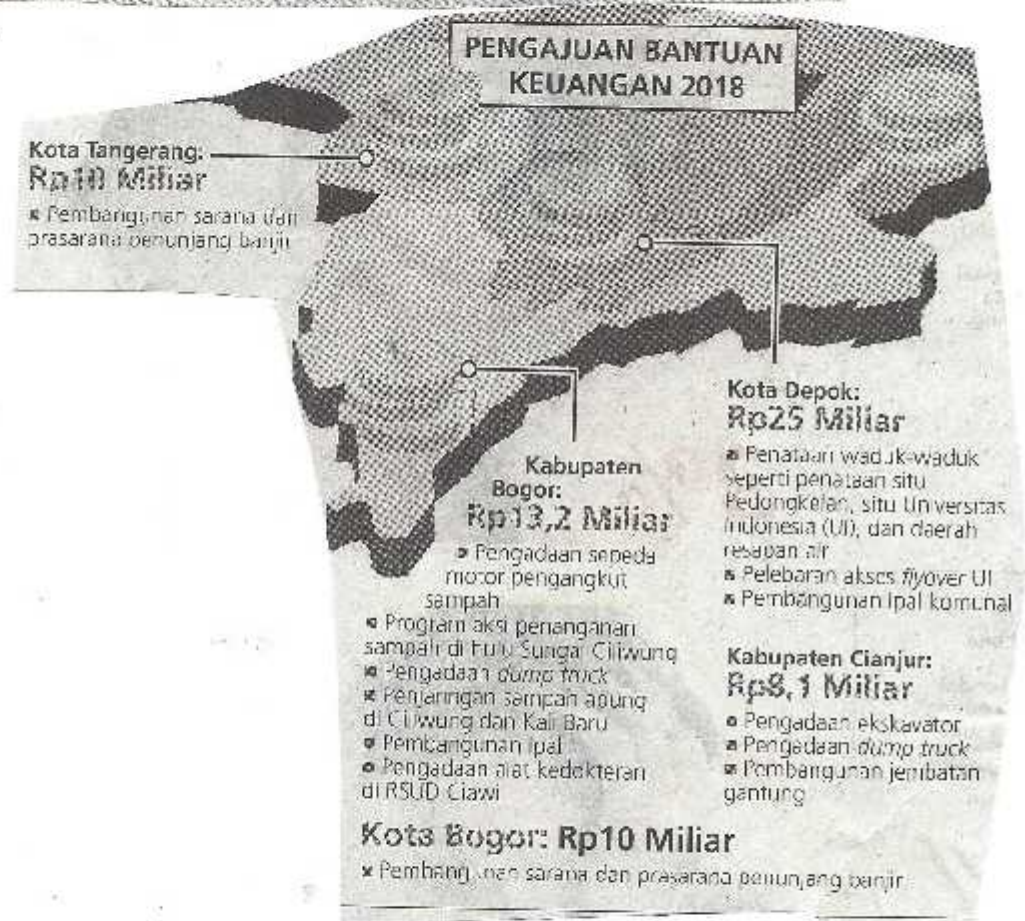 PENGAJUAN BANTUAN
KEUANGAN 2018
Kota Tangerang:
Rp10 Miliar
Pembangunan sarana dan
prasarana penunjang banjir
Kota Depok:
Rp25 Miliar
Penataan waduk-waduk
seperti penataan situ
Pedongkelan, situ Universitas
Indonesia (UI), dan daerah
resapan air
Pelebaran akses flyover UI
Pembangunan ipal komunal
Kabupaten
Bogor:
Rp13,2 Miliar
Pengadaan sepeda
motor pengangkut
sampah
Program aksi penanganan
sampah di Hulu Sungai Ciliwung
Pengadaan dump truck
Penjaringan sampah apung
di Ciliwung dan Kali Baru
Pembangunan ipal
Pengadaan alat kedokteran
di RSUD Ciawi
Kabupaten Cianjur:
Rp8,1 Miliar
Pengadaan ekskavator
Pengadaan dump truck
Pembangunan jembatan
gantung
Kota Bogor: Rp10 Miliar
Pembangunan sarana dan prasarana penunjang banjir